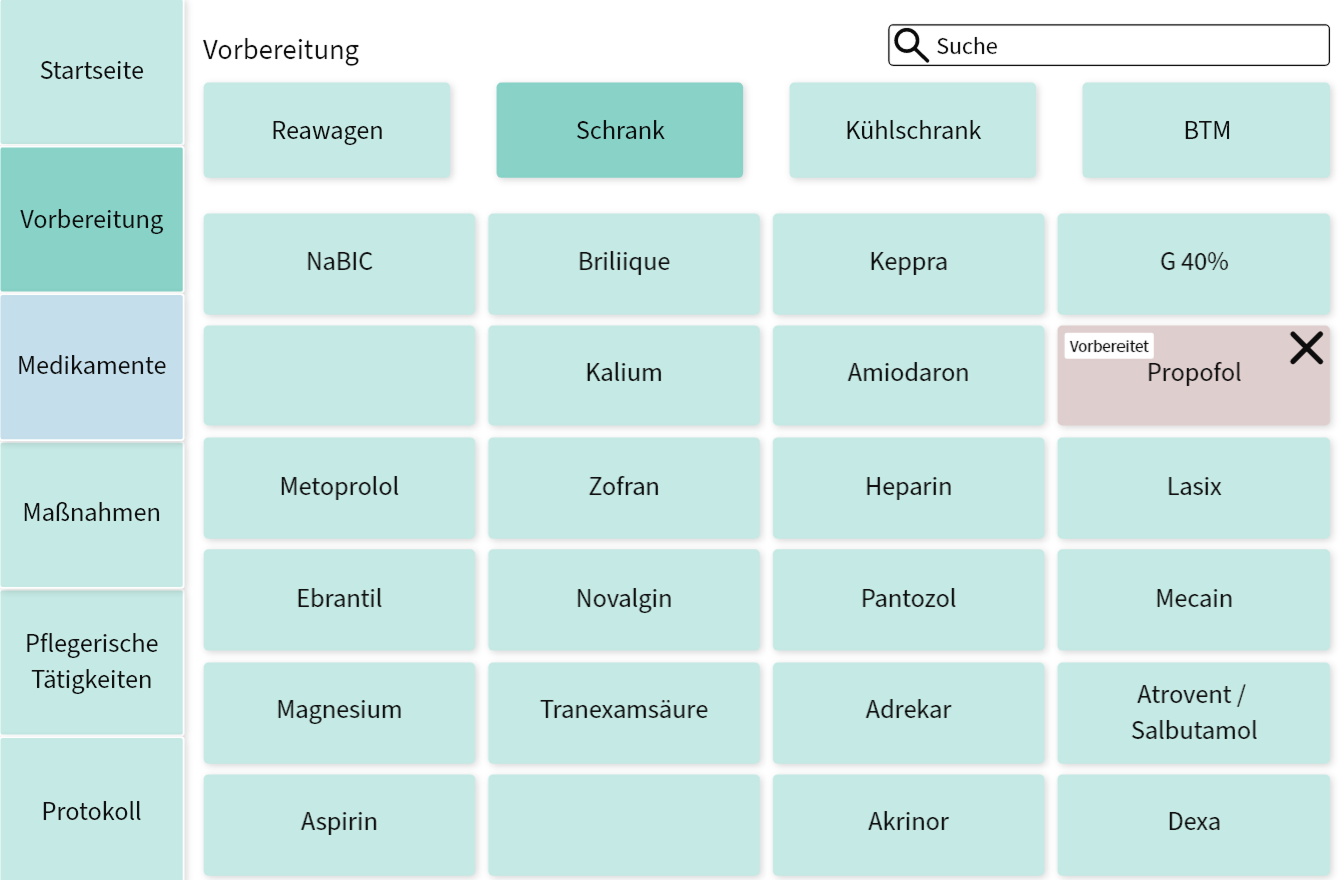 Startseite
Vorbereitung
Medikamente
Maßnahmen
Pflegerische
Tätigkeiten
Protokoll
Vorbereitung
Suche
Reawagen
Schrank
Kühlschrank
BTM
NaBIC
Briliique
Keppra
G 40%
Kalium
Amiodaron
Vorbereitet
Propofol
Metoprolol
Zofran
Heparin
Lasix
Ebrantil
Novalgin
Pantozol
Mecain
Magnesium
Tranexamsäure
Adrekar
Atrovent /
Salbutamol
Aspirin
Akrinor
Dexa